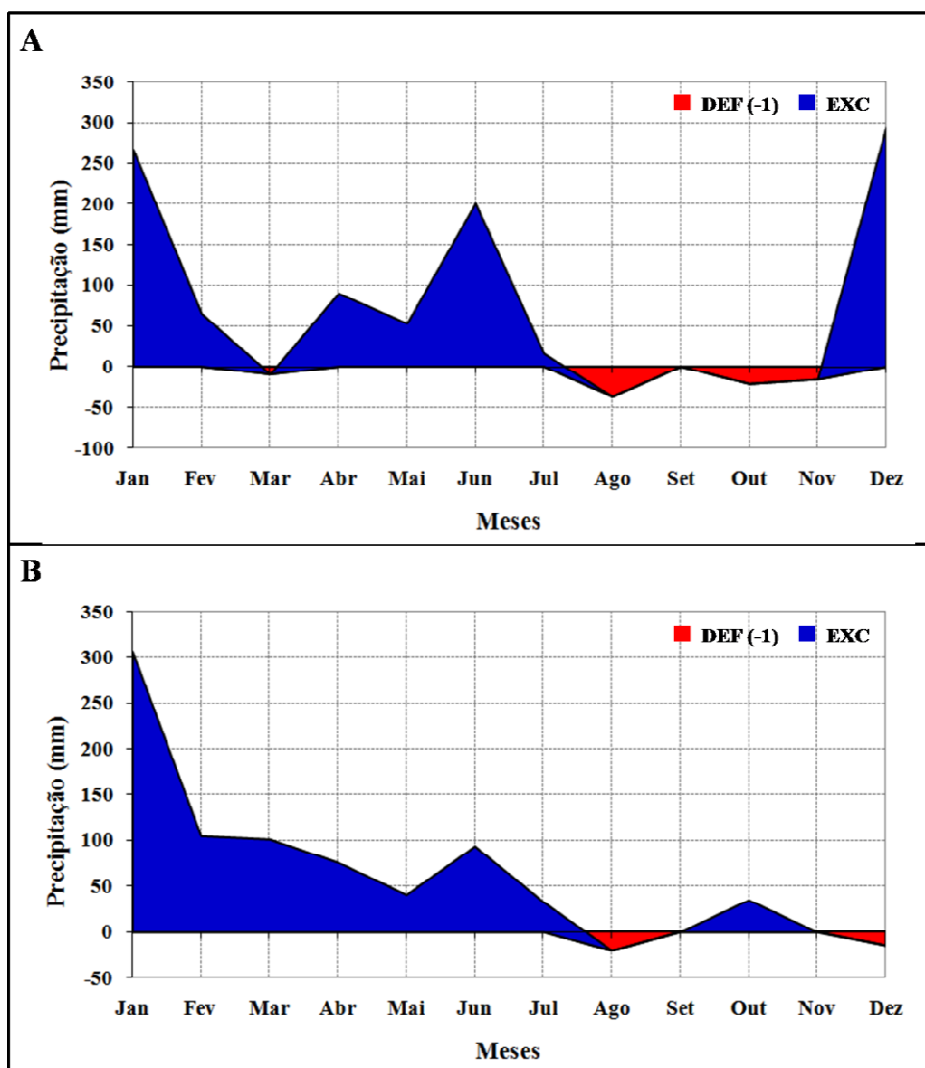 A
350
300
250
200
150
100
50
0
-50
-100
Precipitação (mm)
DEF (-1) EXC
Jan Fev Mar Abr Mai Jun Jul Ago Set Out Nov Dez
Meses
B
350
300
250
200
150
100
50
0
-50
Precipitação (mm)
DEF (-1) EXC
Jan Fev Mar Abr Mai Jun Jul Ago Set Out Nov Dez
Meses